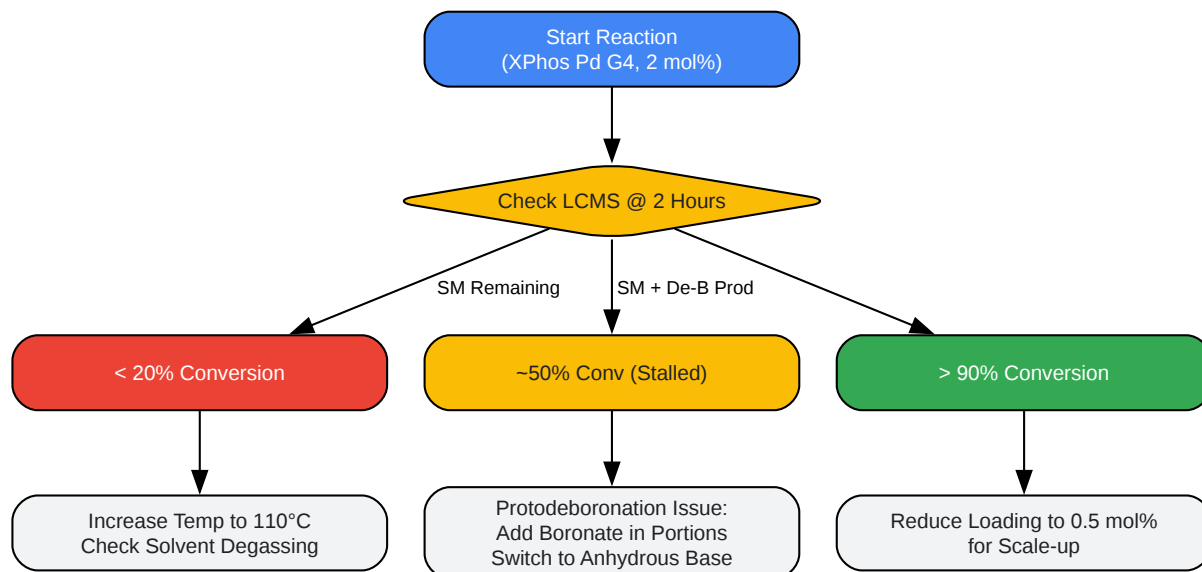 Start Reaction
(XPhos Pd G4, 2 mol%)
Check LCMS @ 2 Hours
SM Remaining
SM + De-B Prod
< 20% Conversion
~50% Conv (Stalled)
> 90% Conversion
Increase Temp to 110°C
Check Solvent Degassing
Protodeboronation Issue:
Add Boronate in Portions
Switch to Anhydrous Base
Reduce Loading to 0.5 mol%
for Scale-up